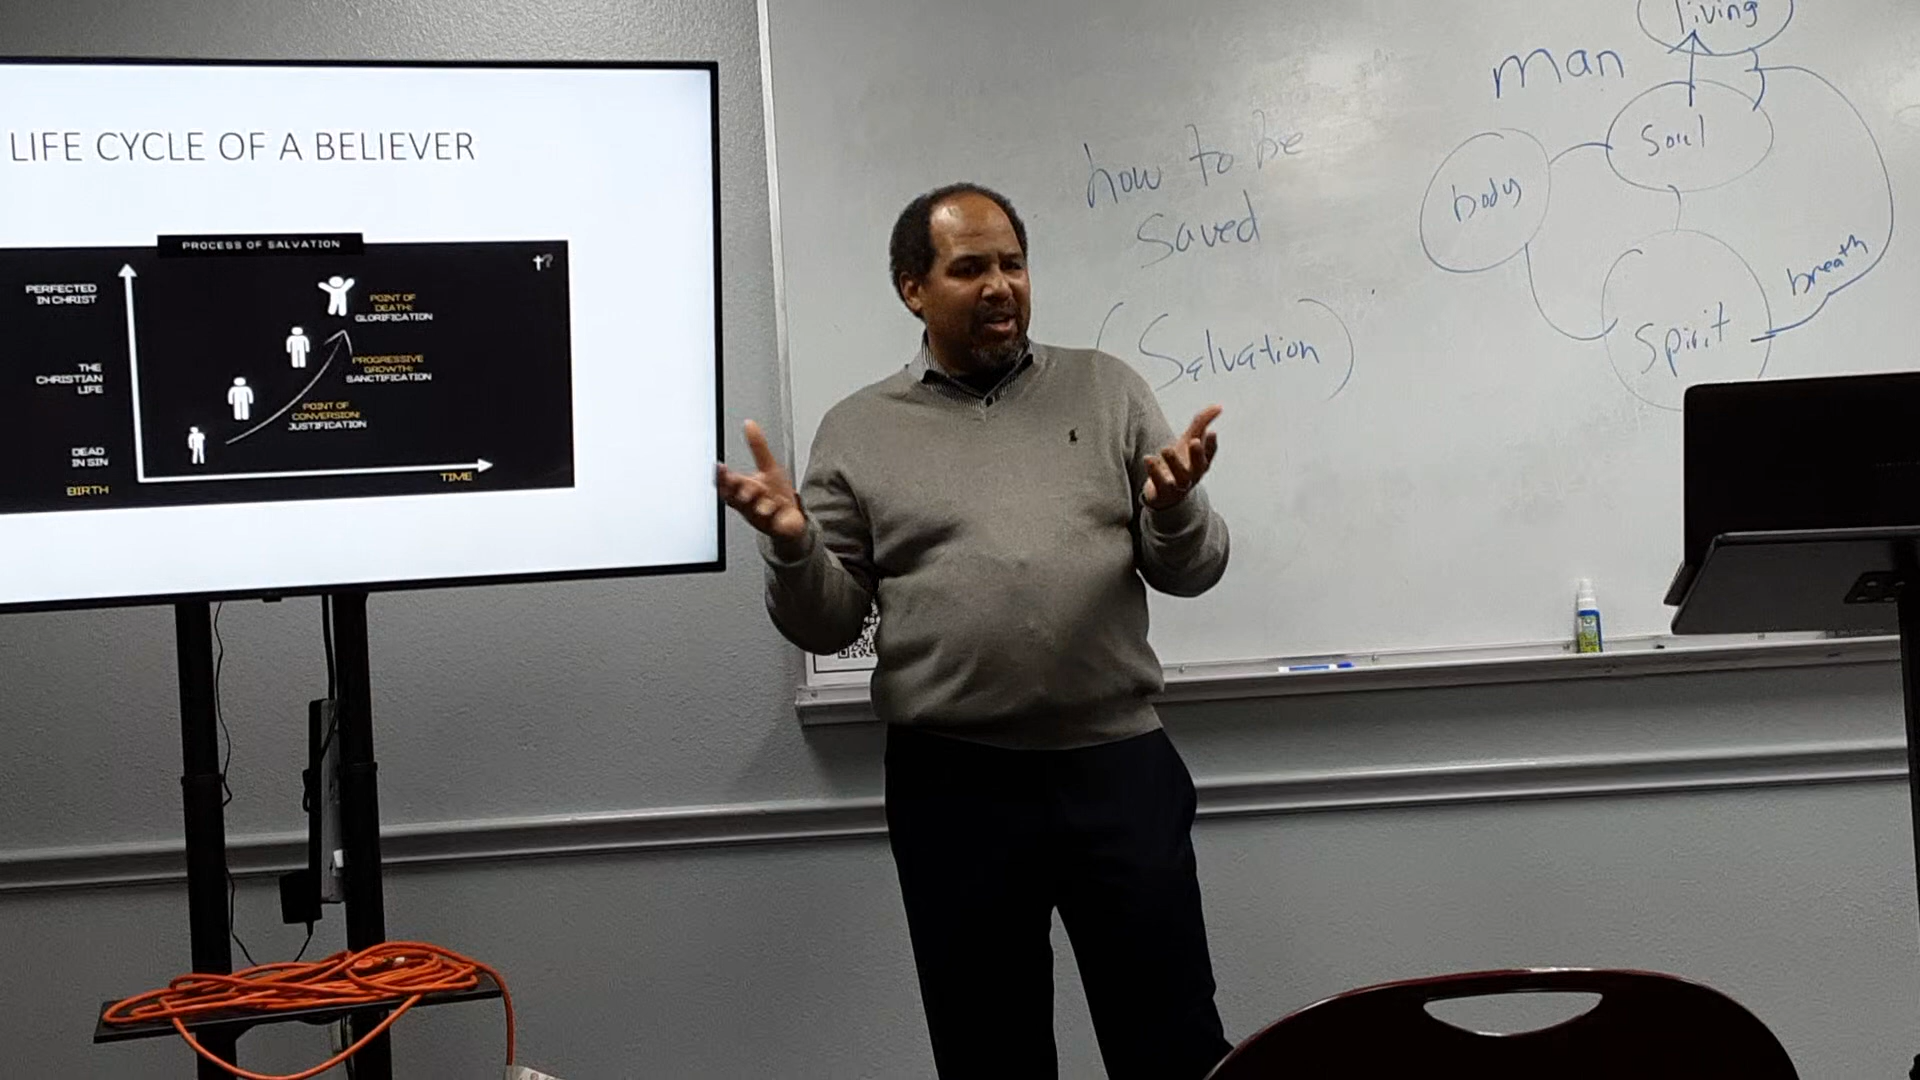 LIFE CYCLE OF A BELIEVER
PROCESS OF SALVATION
†?
PERFECTED
IN CHRIST
POINT OF
DEATH:
GLORIFICATION
THE
CHRISTIAN
LIFE
PROGRESSIVE
GROWTH:
SANCTIFICATION
POINT OF
CONVERSION:
JUSTIFICATION
DEAD
IN SIN
BIRTH
TIME
how to be
saved
(Salvation)
living
man
soul
body
breath
Spirit